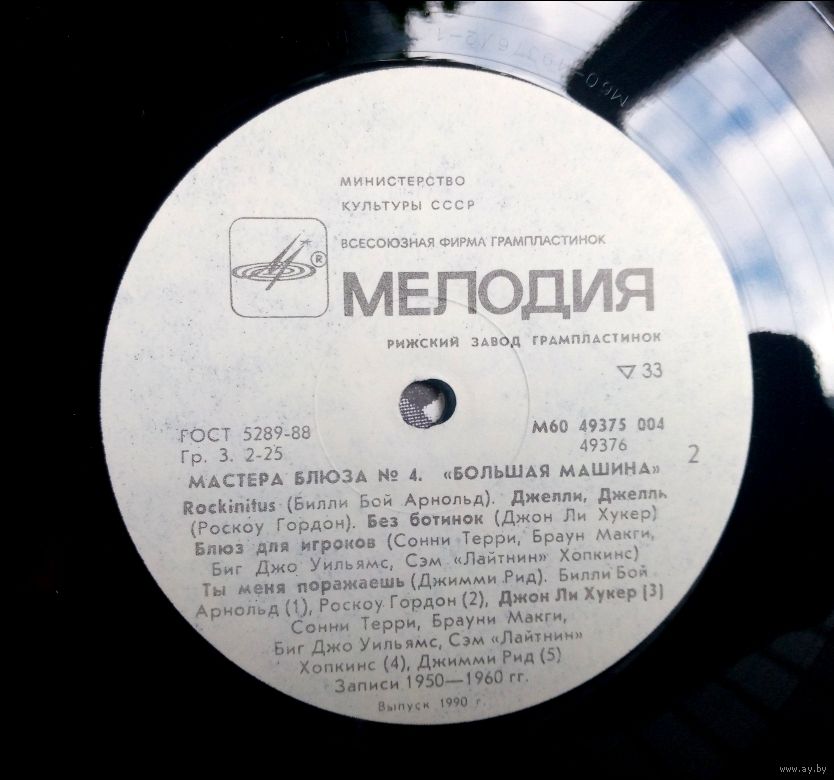 МИНИСТЕРСТВО
КУЛЬТУРЫ СССР
ВСЕСОЮЗНАЯ ФИРМА ГРАМПЛАСТИНОК
®
МЕЛОДИЯ
РИЖСКИЙ ЗАВОД ГРАМПЛАСТИНОК
▽ 33
ГОСТ 5289-88
Гр. 3. 2-25
М60 49375 004
49376
2
МАСТЕРА БЛЮЗА № 4. «БОЛЬШАЯ МАШИНА»
Rockinitus (Билли Бой Арнольд). Джелли, Джелль
(Роскоу Гордон). Без ботинок (Джон Ли Хукер)
Блюз для игроков (Сонни Терри, Браун Макги,
Биг Джо Уильямс, Сэм «Лайтнин» Хопкинс)
Ты меня поражаешь (Джимми Рид). Билли Бой
Арнольд (1), Роскоу Гордон (2), Джон Ли Хукер (3)
Сонни Терри, Брауни Макги,
Биг Джо Уильямс, Сэм «Лайтнин»
Хопкинс (4), Джимми Рид (5)
Записи 1950—1960 гг.
Выпуск 1990 г.
www.ay.by